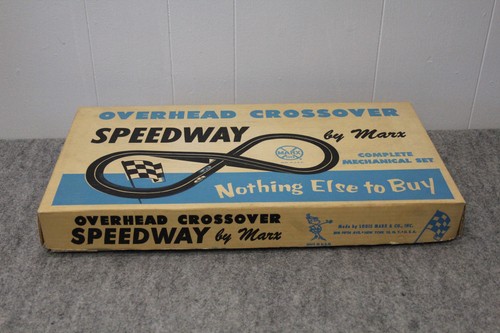 OVERHEAD CROSSOVER
SPEEDWAY by Marx
MARX
COMPLETE
MECHANICAL SET
Nothing Else to Buy
OVERHEAD CROSSOVER
SPEEDWAY by Marx
Made by LOUIS MARX & CO., INC.